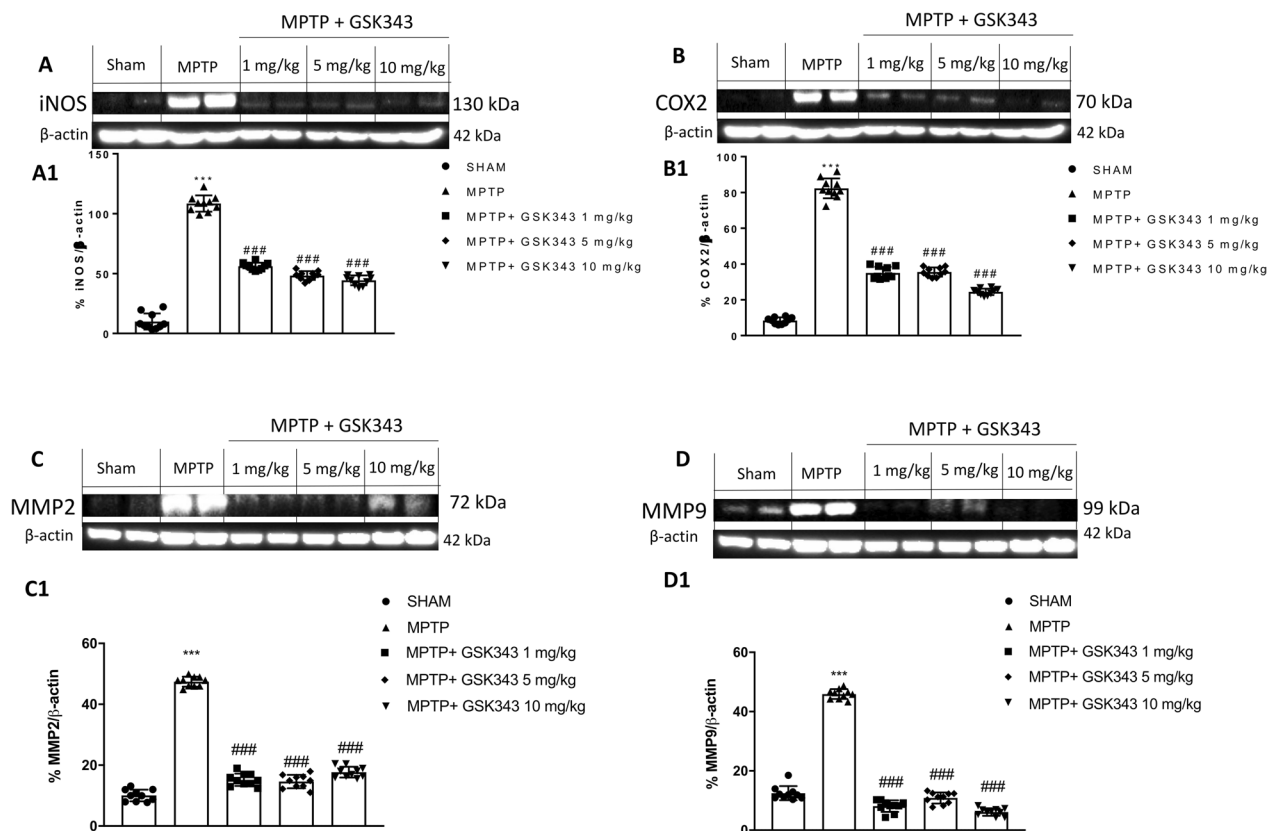 MPTP + GSK343
A
Sham
MPTP
1 mg/kg
5 mg/kg
10 mg/kg
iNOS
130 kDa
β-actin
42 kDa
A1
% iNOS/β-actin
150
100
50
0
***
###
###
###
SHAM
MPTP
MPTP+ GSK343 1 mg/kg
MPTP+ GSK343 5 mg/kg
MPTP+ GSK343 10 mg/kg
MPTP + GSK343
B
Sham
MPTP
1 mg/kg
5 mg/kg
10 mg/kg
COX2
70 kDa
β-actin
42 kDa
B1
% COX2/β-actin
100
80
60
40
20
0
***
###
###
###
SHAM
MPTP
MPTP+ GSK343 1 mg/kg
MPTP+ GSK343 5 mg/kg
MPTP+ GSK343 10 mg/kg
MPTP + GSK343
C
Sham
MPTP
1 mg/kg
5 mg/kg
10 mg/kg
MMP2
72 kDa
β-actin
42 kDa
C1
% MMP2/β-actin
60
40
20
0
***
###
###
###
SHAM
MPTP
MPTP+ GSK343 1 mg/kg
MPTP+ GSK343 5 mg/kg
MPTP+ GSK343 10 mg/kg
MPTP + GSK343
D
Sham
MPTP
1 mg/kg
5 mg/kg
10 mg/kg
MMP9
99 kDa
β-actin
42 kDa
D1
% MMP9/β-actin
60
40
20
0
***
###
###
###
SHAM
MPTP
MPTP+ GSK343 1 mg/kg
MPTP+ GSK343 5 mg/kg
MPTP+ GSK343 10 mg/kg